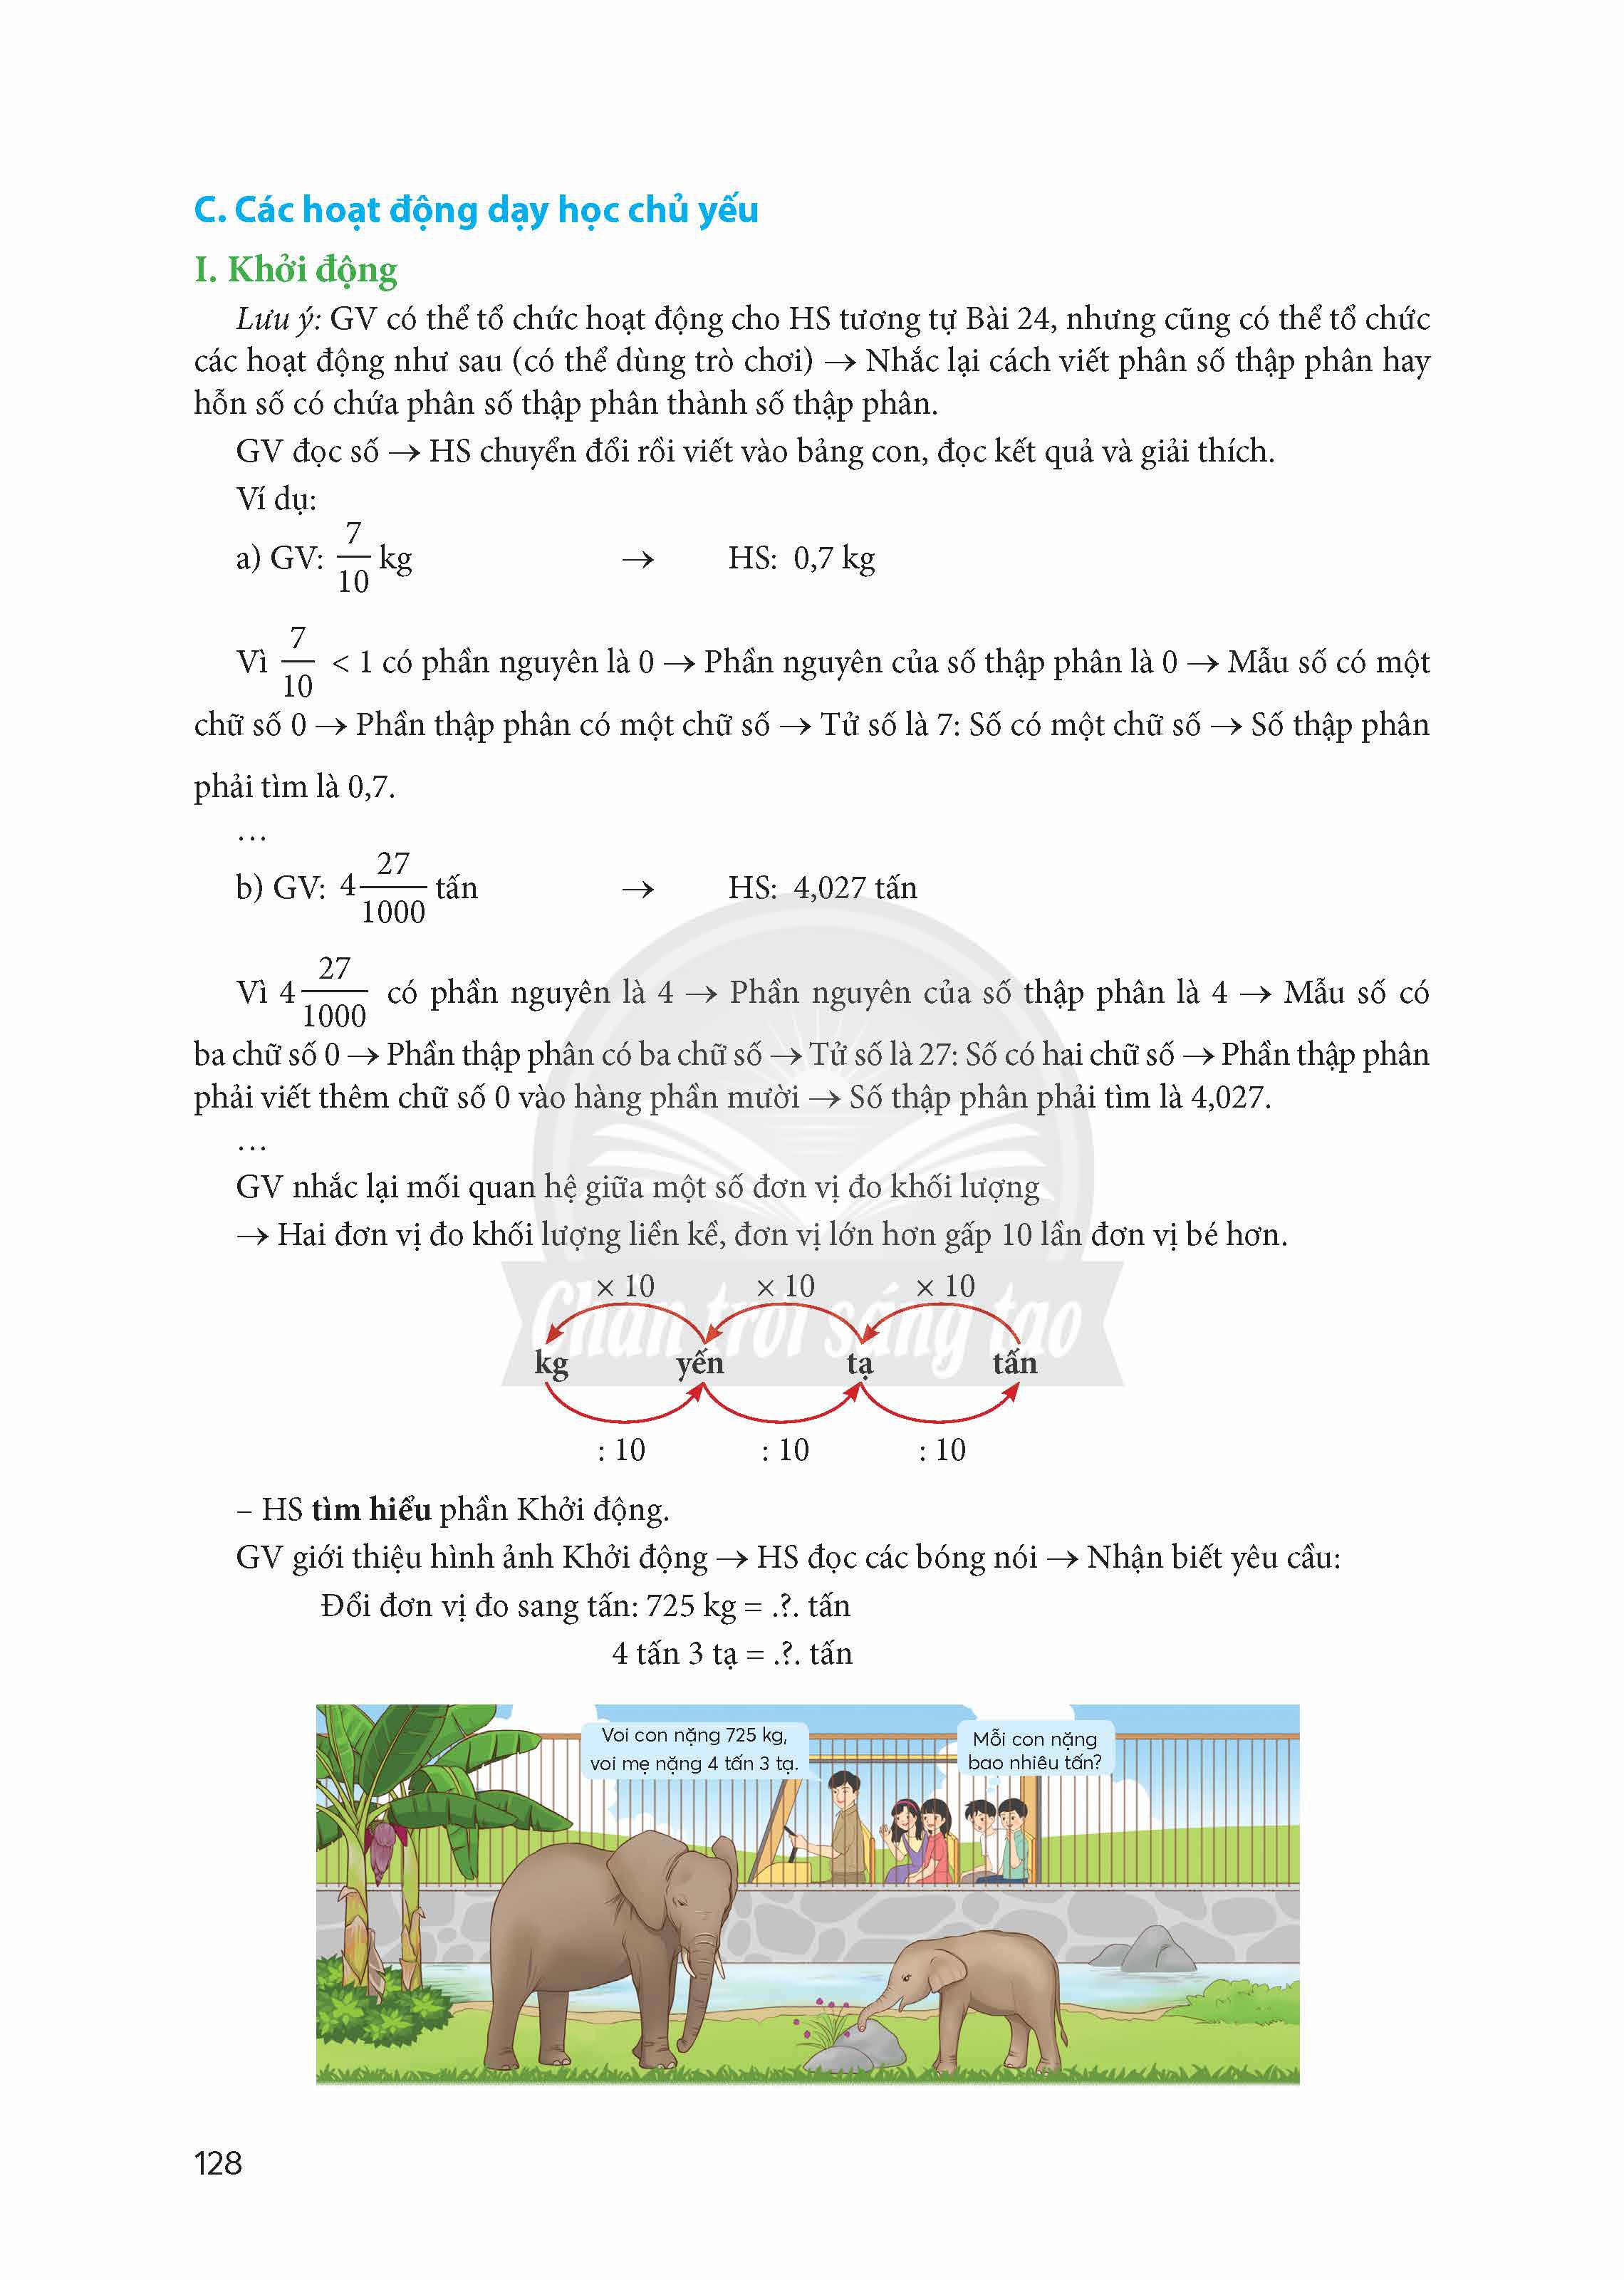 C. Các hoạt động dạy học chủ yếu
I. Khởi động
Lưu ý: GV có thể tổ chức hoạt động cho HS tương tự Bài 24, nhưng cũng có thể tổ chức
các hoạt động như sau (có thể dùng trò chơi) → Nhắc lại cách viết phân số thập phân hay
hỗn số có chứa phân số thập phân thành số thập phân.
GV đọc số → HS chuyển đổi rồi viết vào bảng con, đọc kết quả và giải thích.
Ví dụ:
a) GV: 7/10 kg → HS: 0,7 kg
Vì 7/10 < 1 có phần nguyên là 0 → Phần nguyên của số thập phân là 0 → Mẫu số có một
chữ số 0 → Phần thập phân có một chữ số → Tử số là 7: Số có một chữ số → Số thập phân
phải tìm là 0,7.
…
b) GV: 4 27/1000 tấn → HS: 4,027 tấn
Vì 4 27/1000 có phần nguyên là 4 → Phần nguyên của số thập phân là 4 → Mẫu số có
ba chữ số 0 → Phần thập phân có ba chữ số → Tử số là 27: Số có hai chữ số → Phần thập phân
phải viết thêm chữ số 0 vào hàng phần mười → Số thập phân phải tìm là 4,027.
…
GV nhắc lại mối quan hệ giữa một số đơn vị đo khối lượng
→ Hai đơn vị đo khối lượng liền kề, đơn vị lớn hơn gấp 10 lần đơn vị bé hơn.
× 10 × 10 × 10
Chân trời sáng tạo
kg yến tạ tấn
: 10 : 10 : 10
– HS tìm hiểu phần Khởi động.
GV giới thiệu hình ảnh Khởi động → HS đọc các bóng nói → Nhận biết yêu cầu:
Đổi đơn vị đo sang tấn: 725 kg = .?. tấn
4 tấn 3 tạ = .?. tấn
Voi con nặng 725 kg,
voi mẹ nặng 4 tấn 3 tạ.
Mỗi con nặng
bao nhiêu tấn?
128